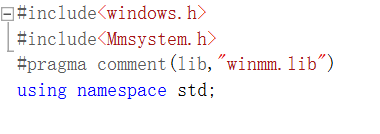 #include<windows.h>
#include<Mmsystem.h>
#pragma comment(lib,"winmm.lib")
using namespace std;